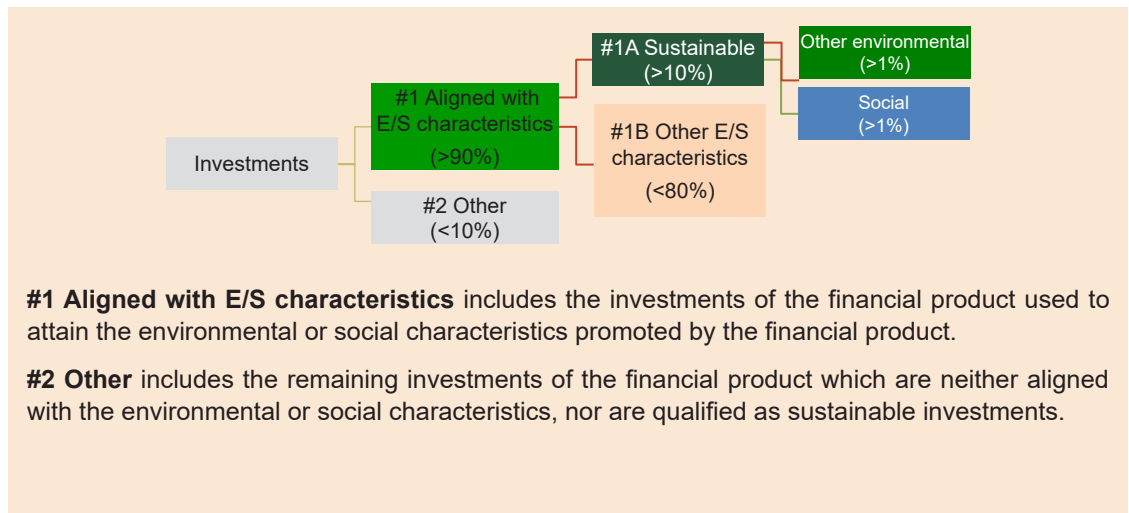 #1A Sustainable
(>10%)
Other environmental
(>1%)
Social
(>1%)
#1 Aligned with
E/S characteristics
(>90%)
#1B Other E/S
characteristics
(<80%)
Investments
#2 Other
(<10%)
#1 Aligned with E/S characteristics includes the investments of the financial product used to
attain the environmental or social characteristics promoted by the financial product.
#2 Other includes the remaining investments of the financial product which are neither aligned
with the environmental or social characteristics, nor are qualified as sustainable investments.